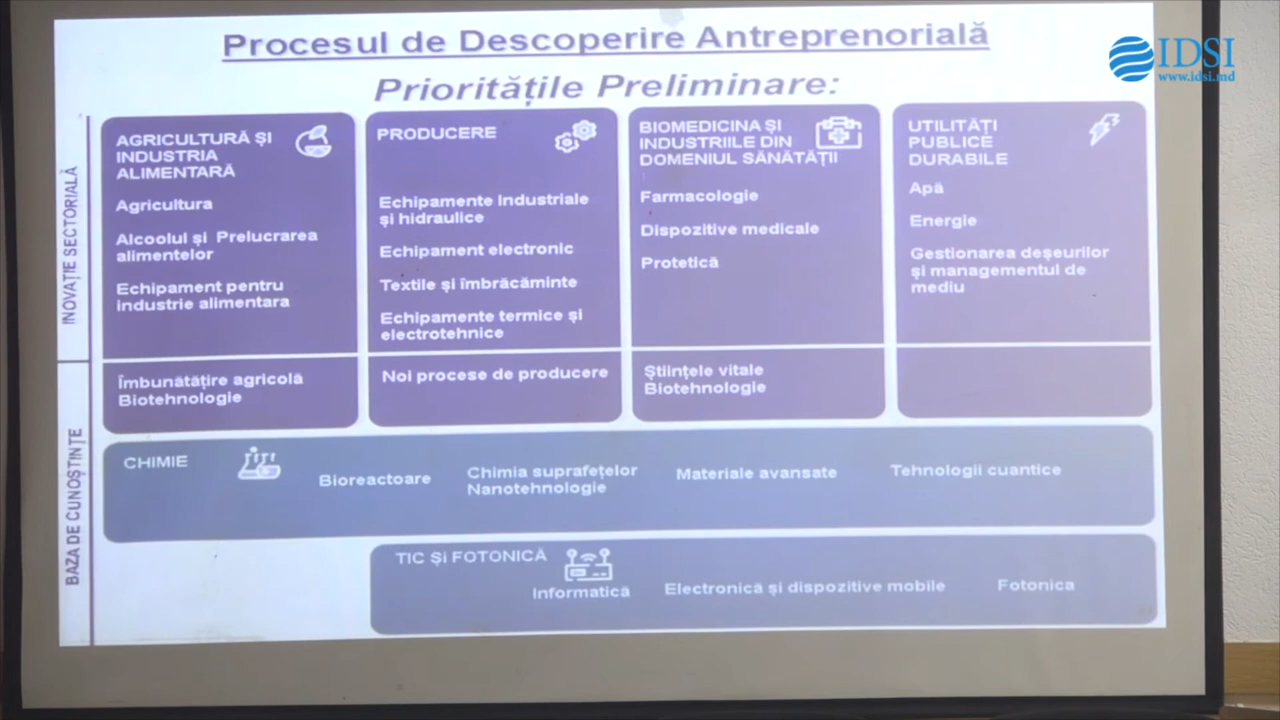 Procesul de Descoperire Antreprenorială
IDSI
www.idsi.md
Prioritățile Preliminare:
INOVAȚIE SECTORIALĂ
AGRICULTURĂ ȘI
INDUSTRIA
ALIMENTARĂ
Agricultura
Alcoolul și Prelucrarea
alimentelor
Echipament pentru
industrie alimentara
PRODUCERE
Echipamente Industriale
și hidraulice
Echipament electronic
Textile și îmbrăcăminte
Echipamente termice și
electrotehnice
BIOMEDICINA ȘI
INDUSTRIILE DIN
DOMENIUL SĂNĂTĂȚII
Farmacologie
Dispozitive medicale
Protetică
UTILITĂȚI
PUBLICE
DURABILE
Apă
Energie
Gestionarea deșeurilor
și managementul de
mediu
BAZA DE CUNOȘTINȚE
Îmbunătățire agricolă
Biotehnologie
Noi procese de producere
Științele vitale
Biotehnologie
CHIMIE
Bioreactoare
Chimia suprafețelor
Nanotehnologie
Materiale avansate
Tehnologii cuantice
TIC Și FOTONICĂ
Informatică
Electronică și dispozitive mobile
Fotonica